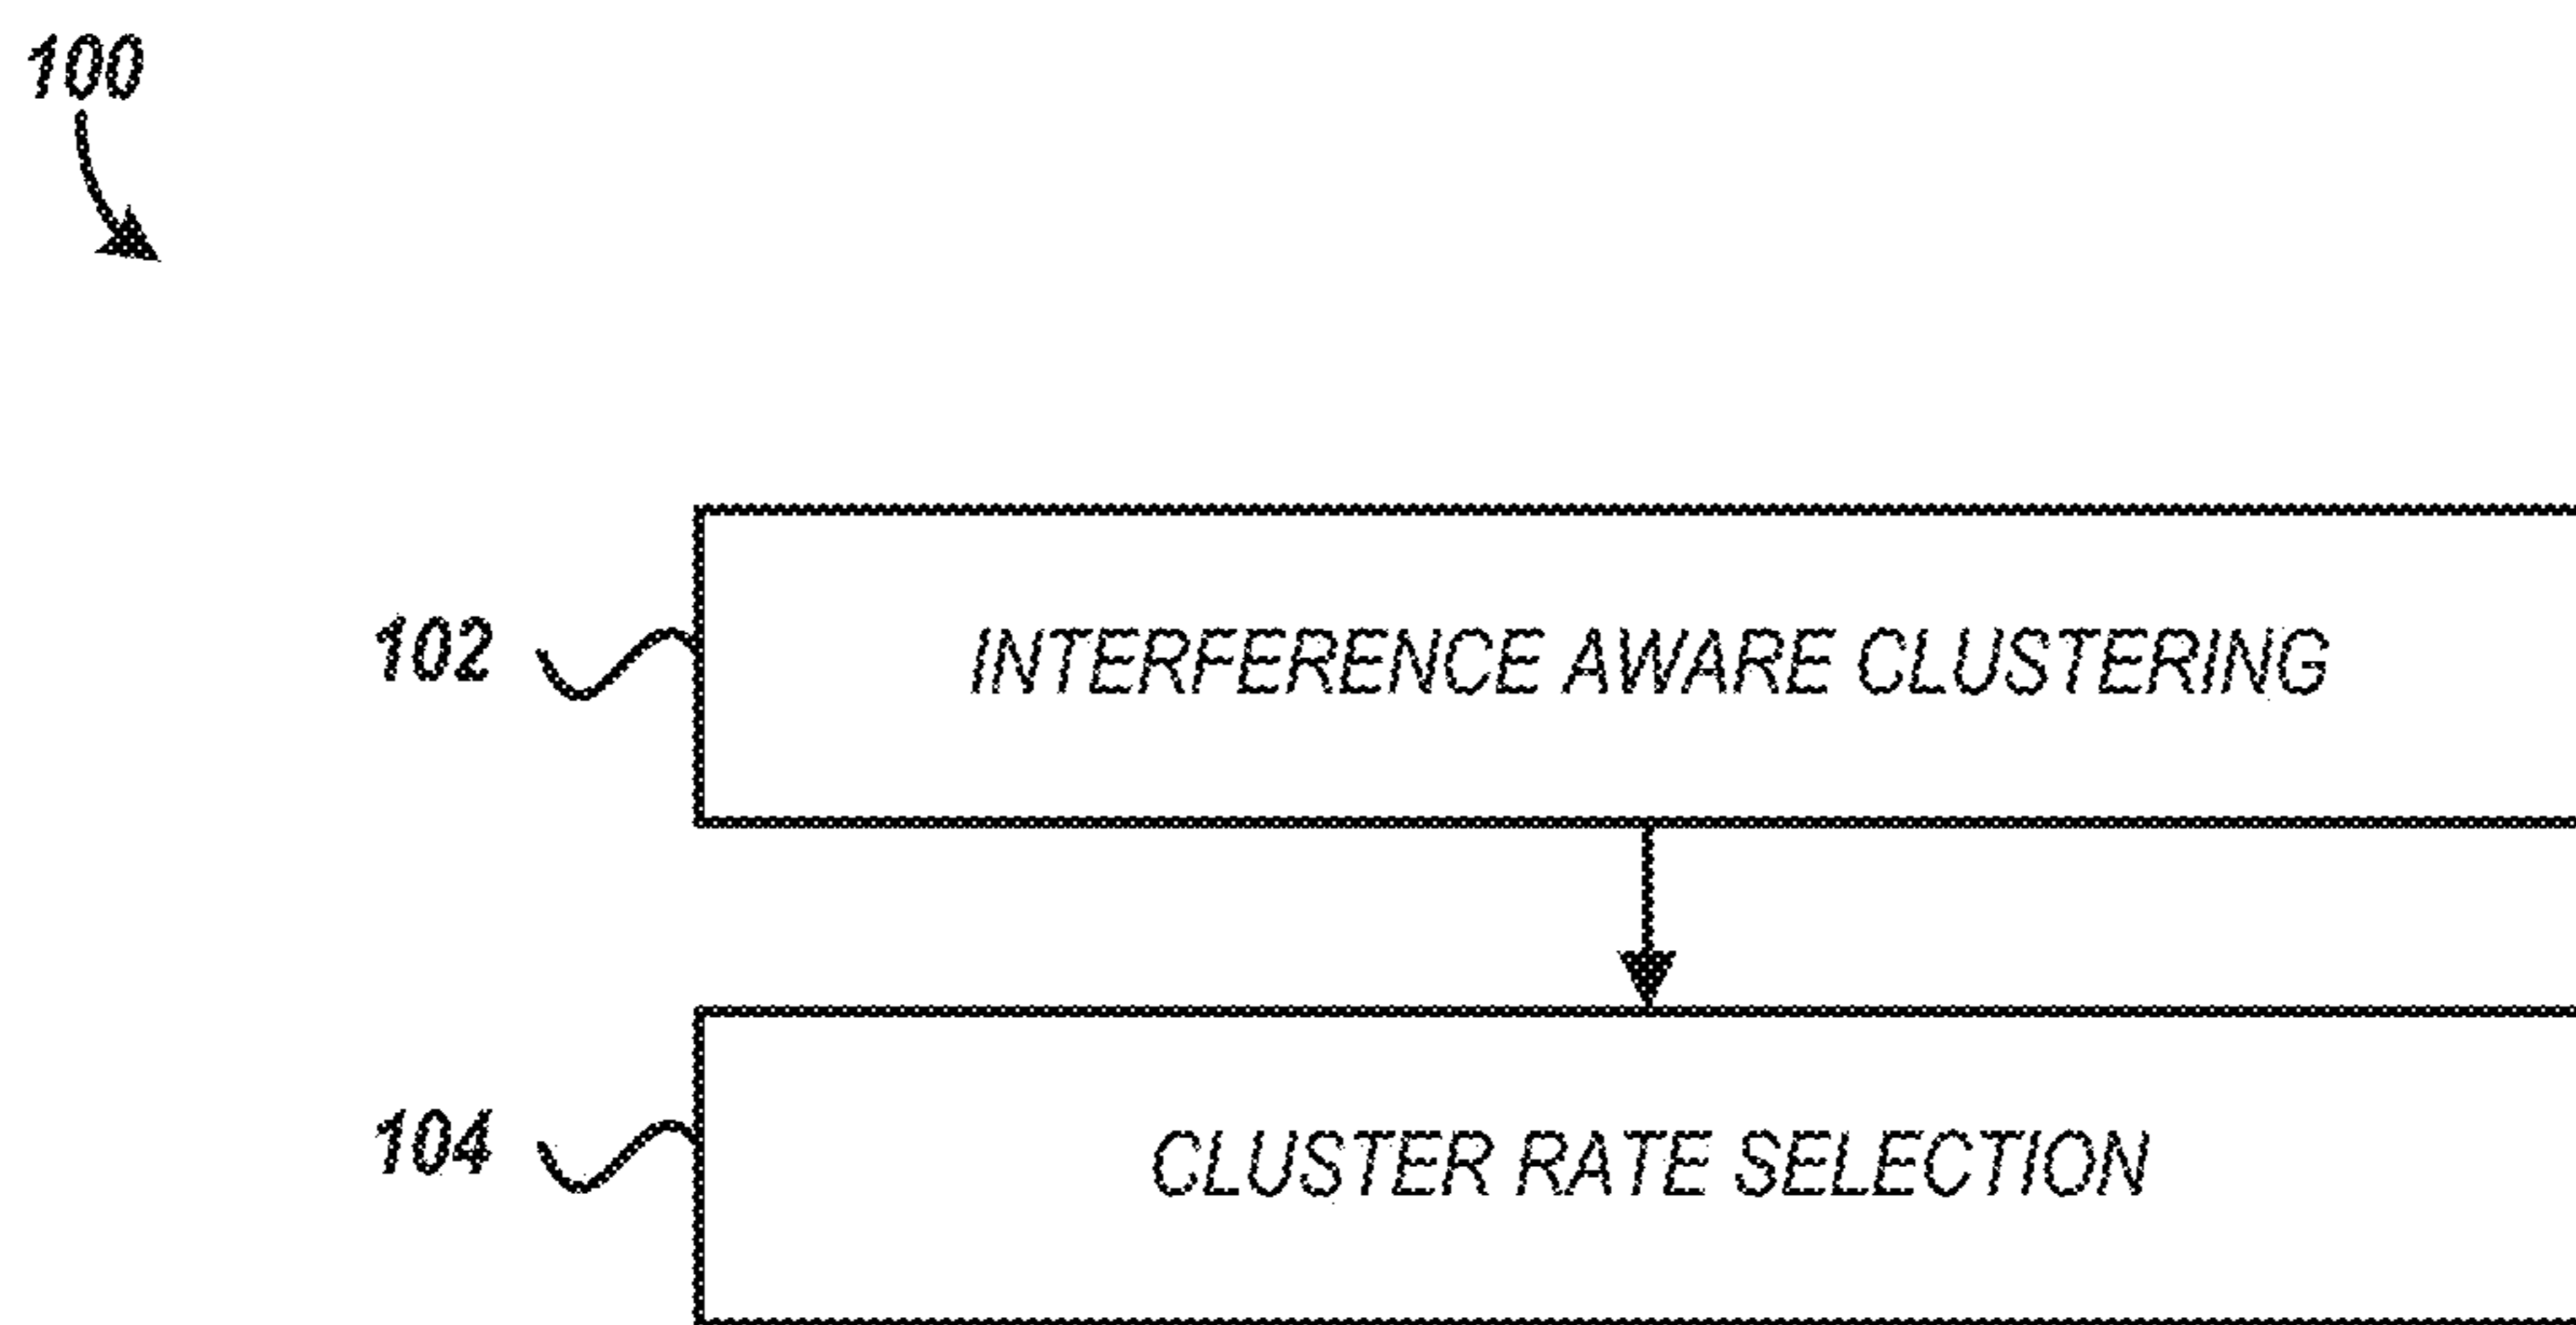 100
102
INTERFERENCE AWARE CLUSTERING
104
CLUSTER RATE SELECTION